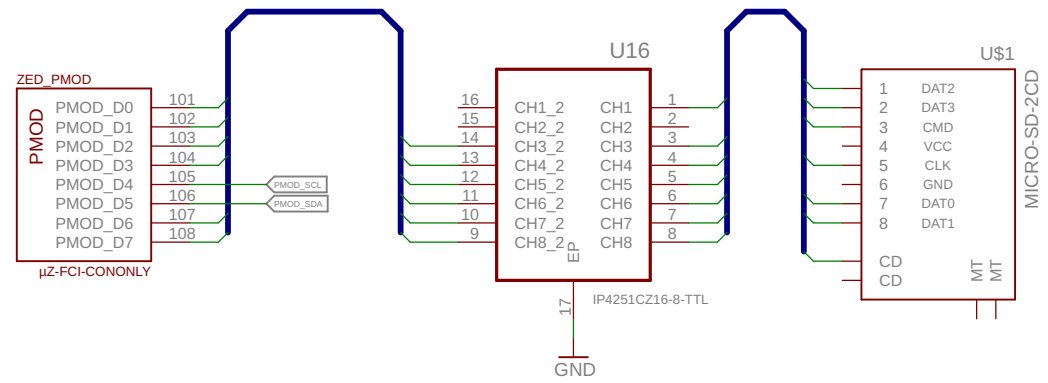 ZED_PMOD
PMOD
PMOD_D0 101
PMOD_D1 102
PMOD_D2 103
PMOD_D3 104
PMOD_D4 105
PMOD_D5 106
PMOD_D6 107
PMOD_D7 108
µZ-FCI-CONONLY
PMOD_SCL
PMOD_SDA
U16
16 CH1_2 CH1 1
15 CH2_2 CH2 2
14 CH3_2 CH3 3
13 CH4_2 CH4 4
12 CH5_2 CH5 5
11 CH6_2 CH6 6
10 CH7_2 CH7 7
9 CH8_2 CH8 8
EP
17
IP4251CZ16-8-TTL
GND
U$1
1 DAT2
2 DAT3
3 CMD
4 VCC
5 CLK
6 GND
7 DAT0
8 DAT1
CD
CD
MT
MT
MICRO-SD-2CD